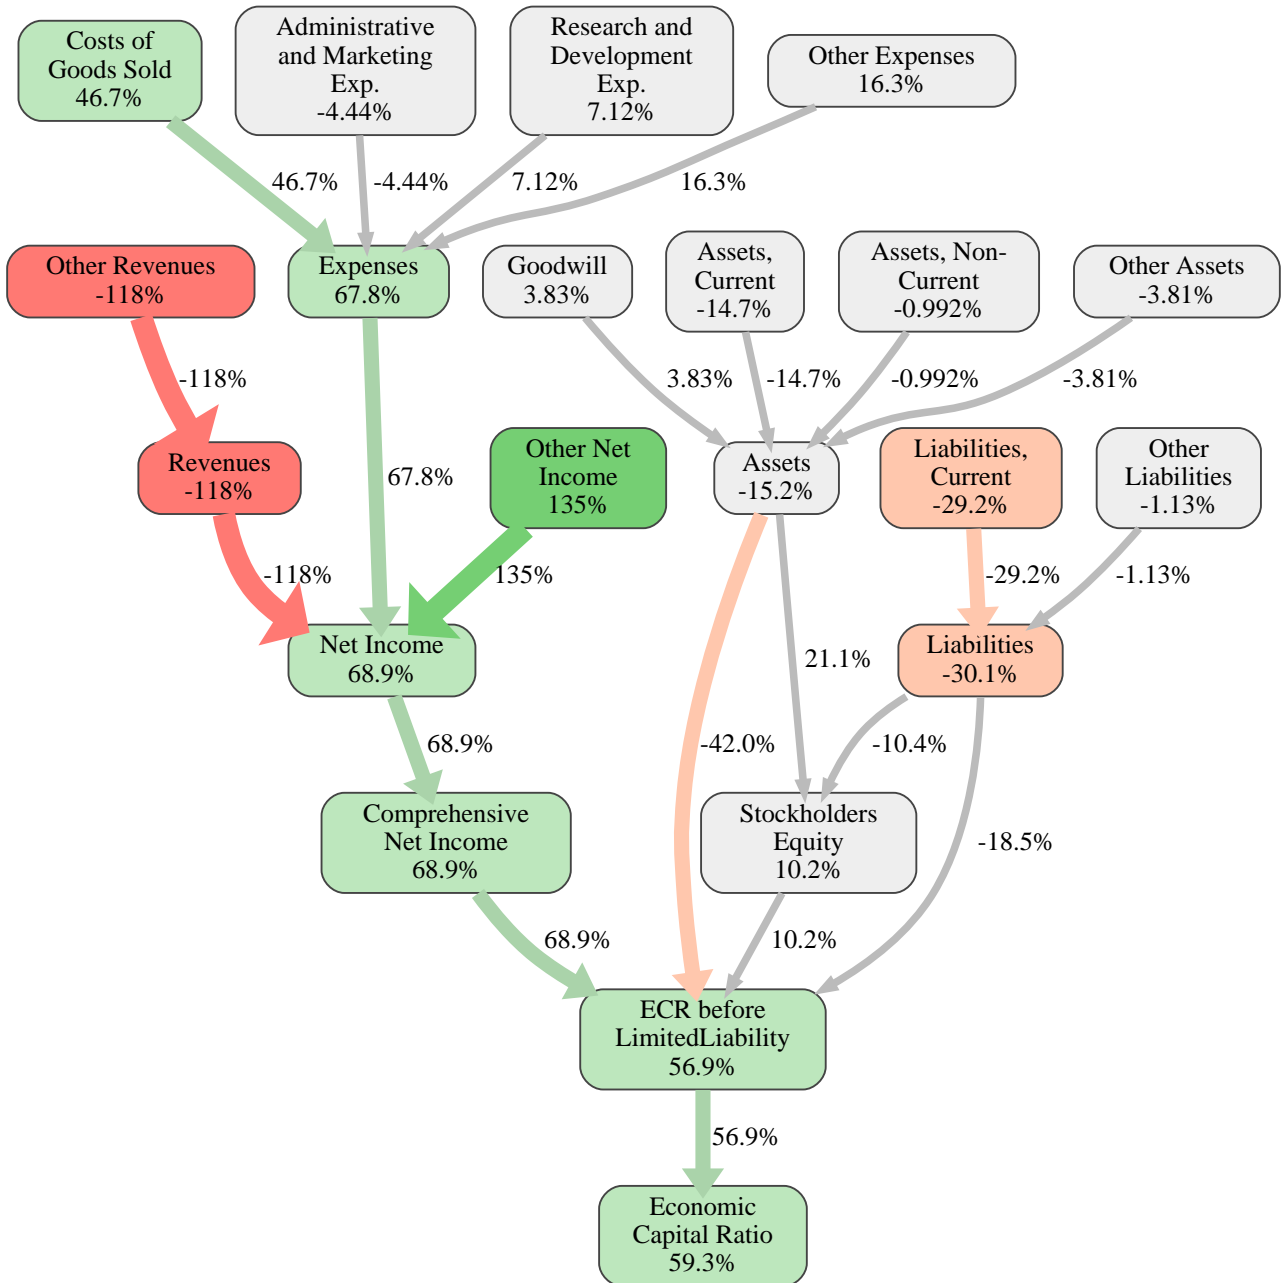 Costs of
Goods Sold
46.7%
Administrative
and Marketing
Exp.
-4.44%
Research and
Development
Exp.
7.12%
Other Expenses
16.3%
46.7%
-4.44%
7.12%
16.3%
Other Revenues
-118%
Expenses
67.8%
Goodwill
3.83%
Assets,
Current
-14.7%
Assets, Non-
Current
-0.992%
Other Assets
-3.81%
-118%
3.83%
-14.7%
-0.992%
-3.81%
Revenues
-118%
67.8%
Other Net
Income
135%
Assets
-15.2%
Liabilities,
Current
-29.2%
Other
Liabilities
-1.13%
-118%
135%
-29.2%
-1.13%
Net Income
68.9%
21.1%
Liabilities
-30.1%
68.9%
-42.0%
-10.4%
Comprehensive
Net Income
68.9%
Stockholders
Equity
10.2%
-18.5%
68.9%
10.2%
ECR before
LimitedLiability
56.9%
56.9%
Economic
Capital Ratio
59.3%